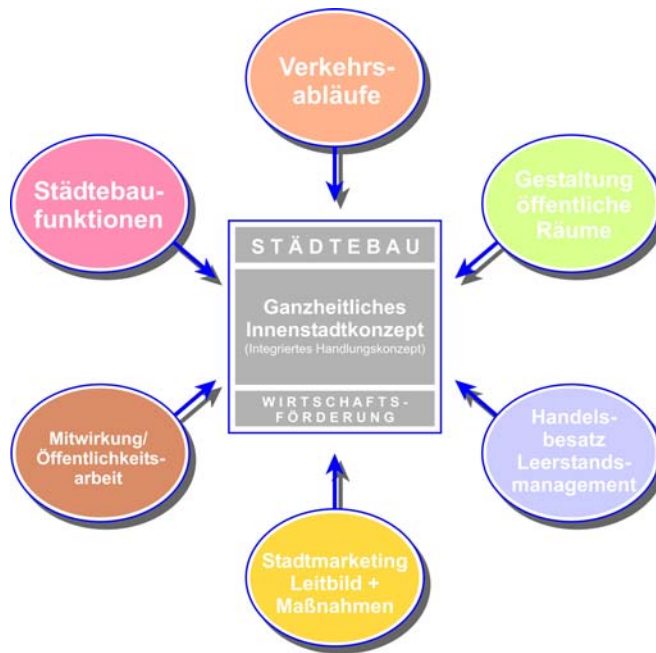 Verkehrs-
abläufe
Städtebau-
funktionen
Gestaltung
öffentliche
Räume
STÄDTEBAU
Ganzheitliches
Innenstadtkonzept
(Integriertes Handlungskonzept)
WIRTSCHAFTS-
FÖRDERUNG
Mitwirkung/
Öffentlichkeits-
arbeit
Handels-
besatz
Leerstands-
management
Stadtmarketing
Leitbild +
Maßnahmen